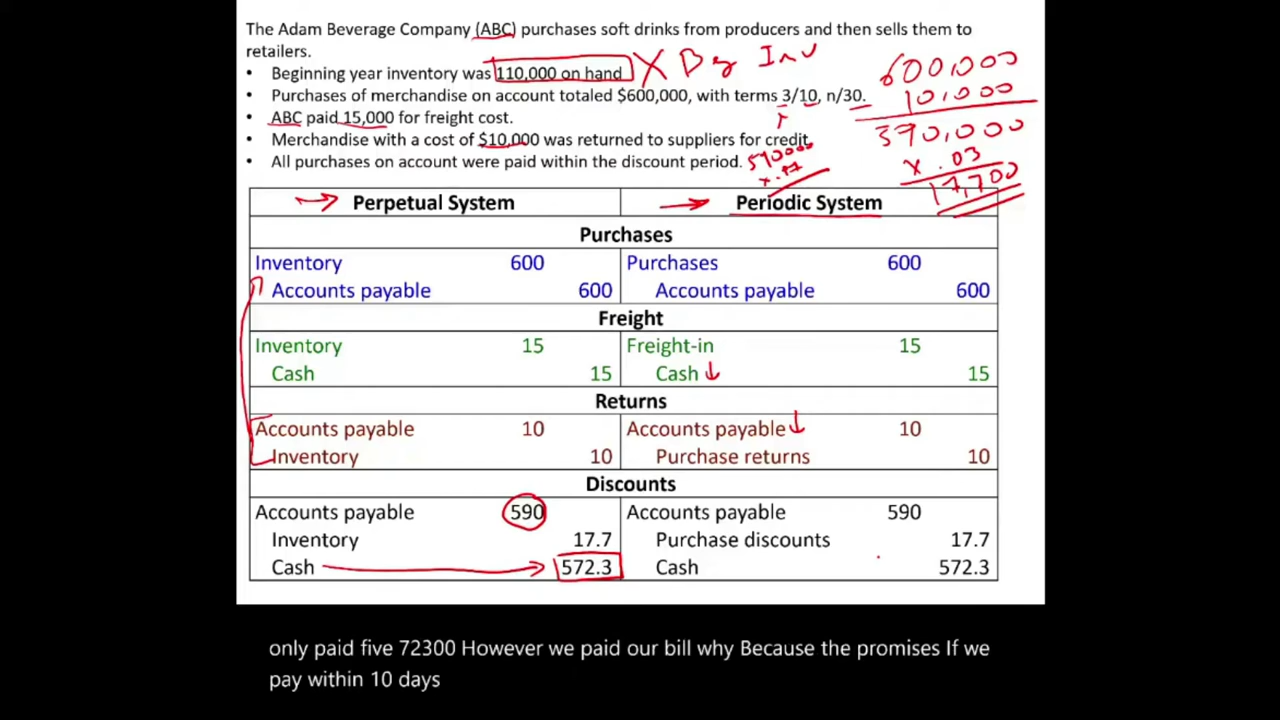 The Adam Beverage Company (ABC) purchases soft drinks from producers and then sells them to
retailers.
• Beginning year inventory was 110,000 on hand X Beg Inv
• Purchases of merchandise on account totaled $600,000, with terms 3/10, n/30.
• ABC paid 15,000 for freight cost.
• Merchandise with a cost of $10,000 was returned to suppliers for credit.
• All purchases on account were paid within the discount period.
600,000
10,000
590,000
x .03
17,700
590000
x .97
Perpetual System Periodic System
Purchases
Inventory 600 Purchases 600
Accounts payable 600 Accounts payable 600
Freight
Inventory 15 Freight-in 15
Cash 15 Cash 15
Returns
Accounts payable 10 Accounts payable 10
Inventory 10 Purchase returns 10
Discounts
Accounts payable 590 Accounts payable 590
Inventory 17.7 Purchase discounts 17.7
Cash 572.3 Cash 572.3
only paid five 72300 However we paid our bill why Because the promises If we
pay within 10 days